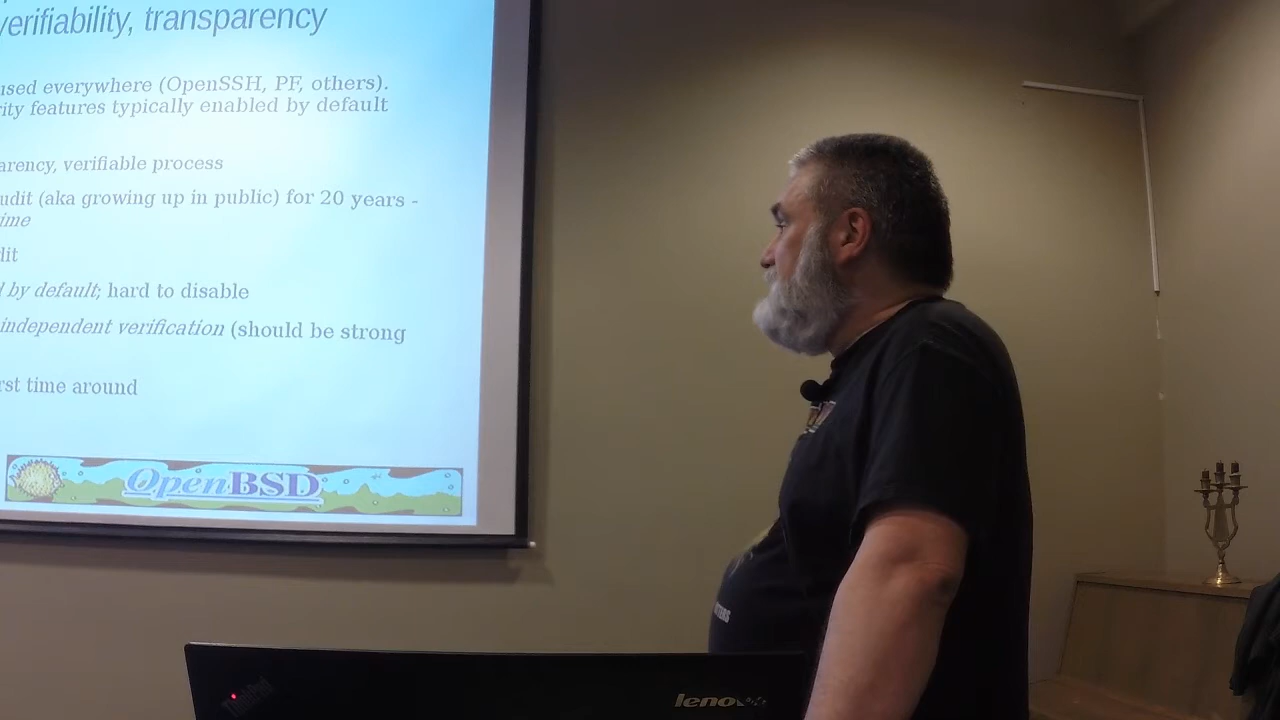 verifiability, transparency
used everywhere (OpenSSH, PF, others).
rity features typically enabled by default
arency, verifiable process
udit (aka growing up in public) for 20 years -
ime
lit
l by default; hard to disable
independent verification (should be strong
rst time around
OpenBSD
ThinkPad
lenovo